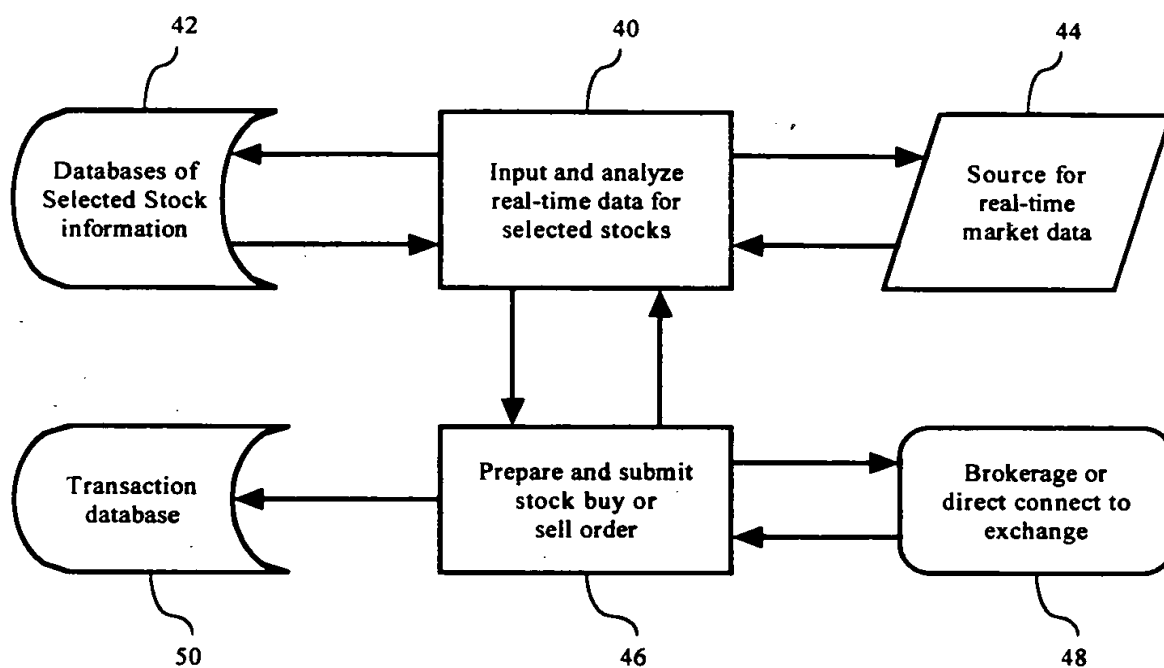 42
40
44
Databases of
Selected Stock
information
Input and analyze
real-time data for
selected stocks
Source for
real-time
market data
Transaction
database
Prepare and submit
stock buy or
sell order
Brokerage or
direct connect to
exchange
50
46
48